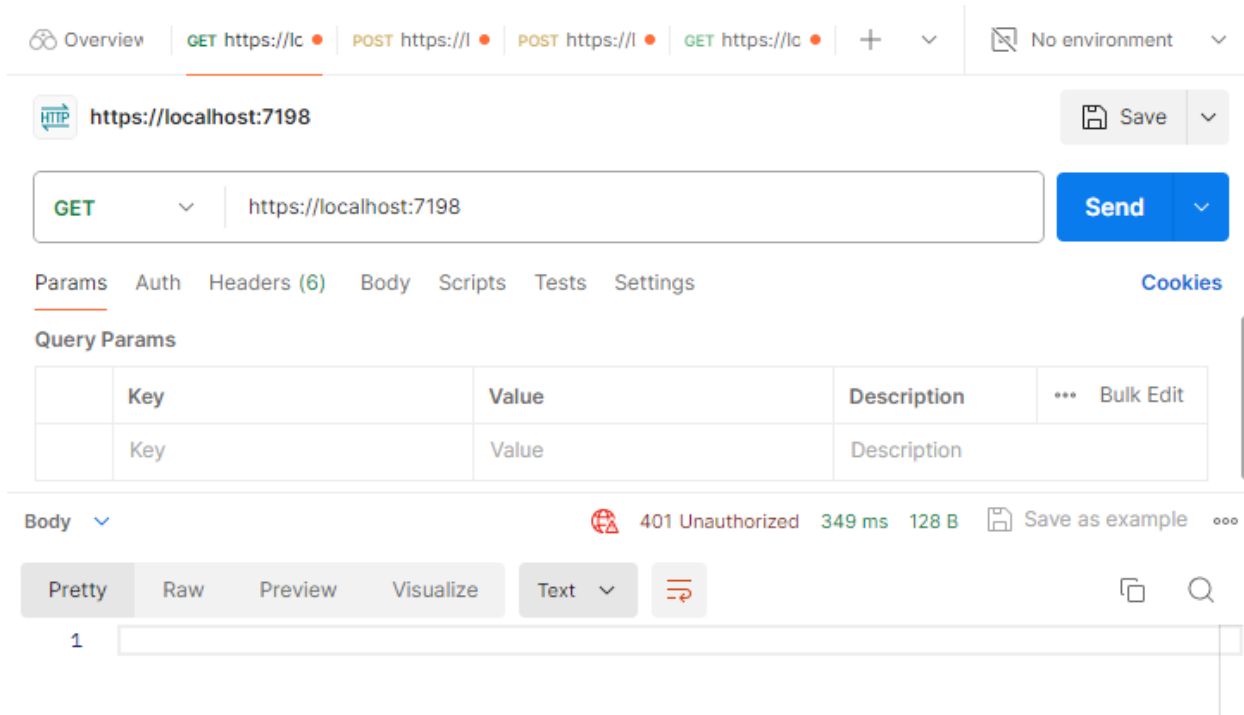 Overview GET https://lc POST https://l POST https://l GET https://lo No environment
HTTP https://localhost:7198 Save
GET https://localhost:7198 Send
Params Auth Headers (6) Body Scripts Tests Settings Cookies
Query Params
Key Value Description Bulk Edit
Key Value Description
Body 401 Unauthorized 349 ms 128 B Save as example
Pretty Raw Preview Visualize Text
1